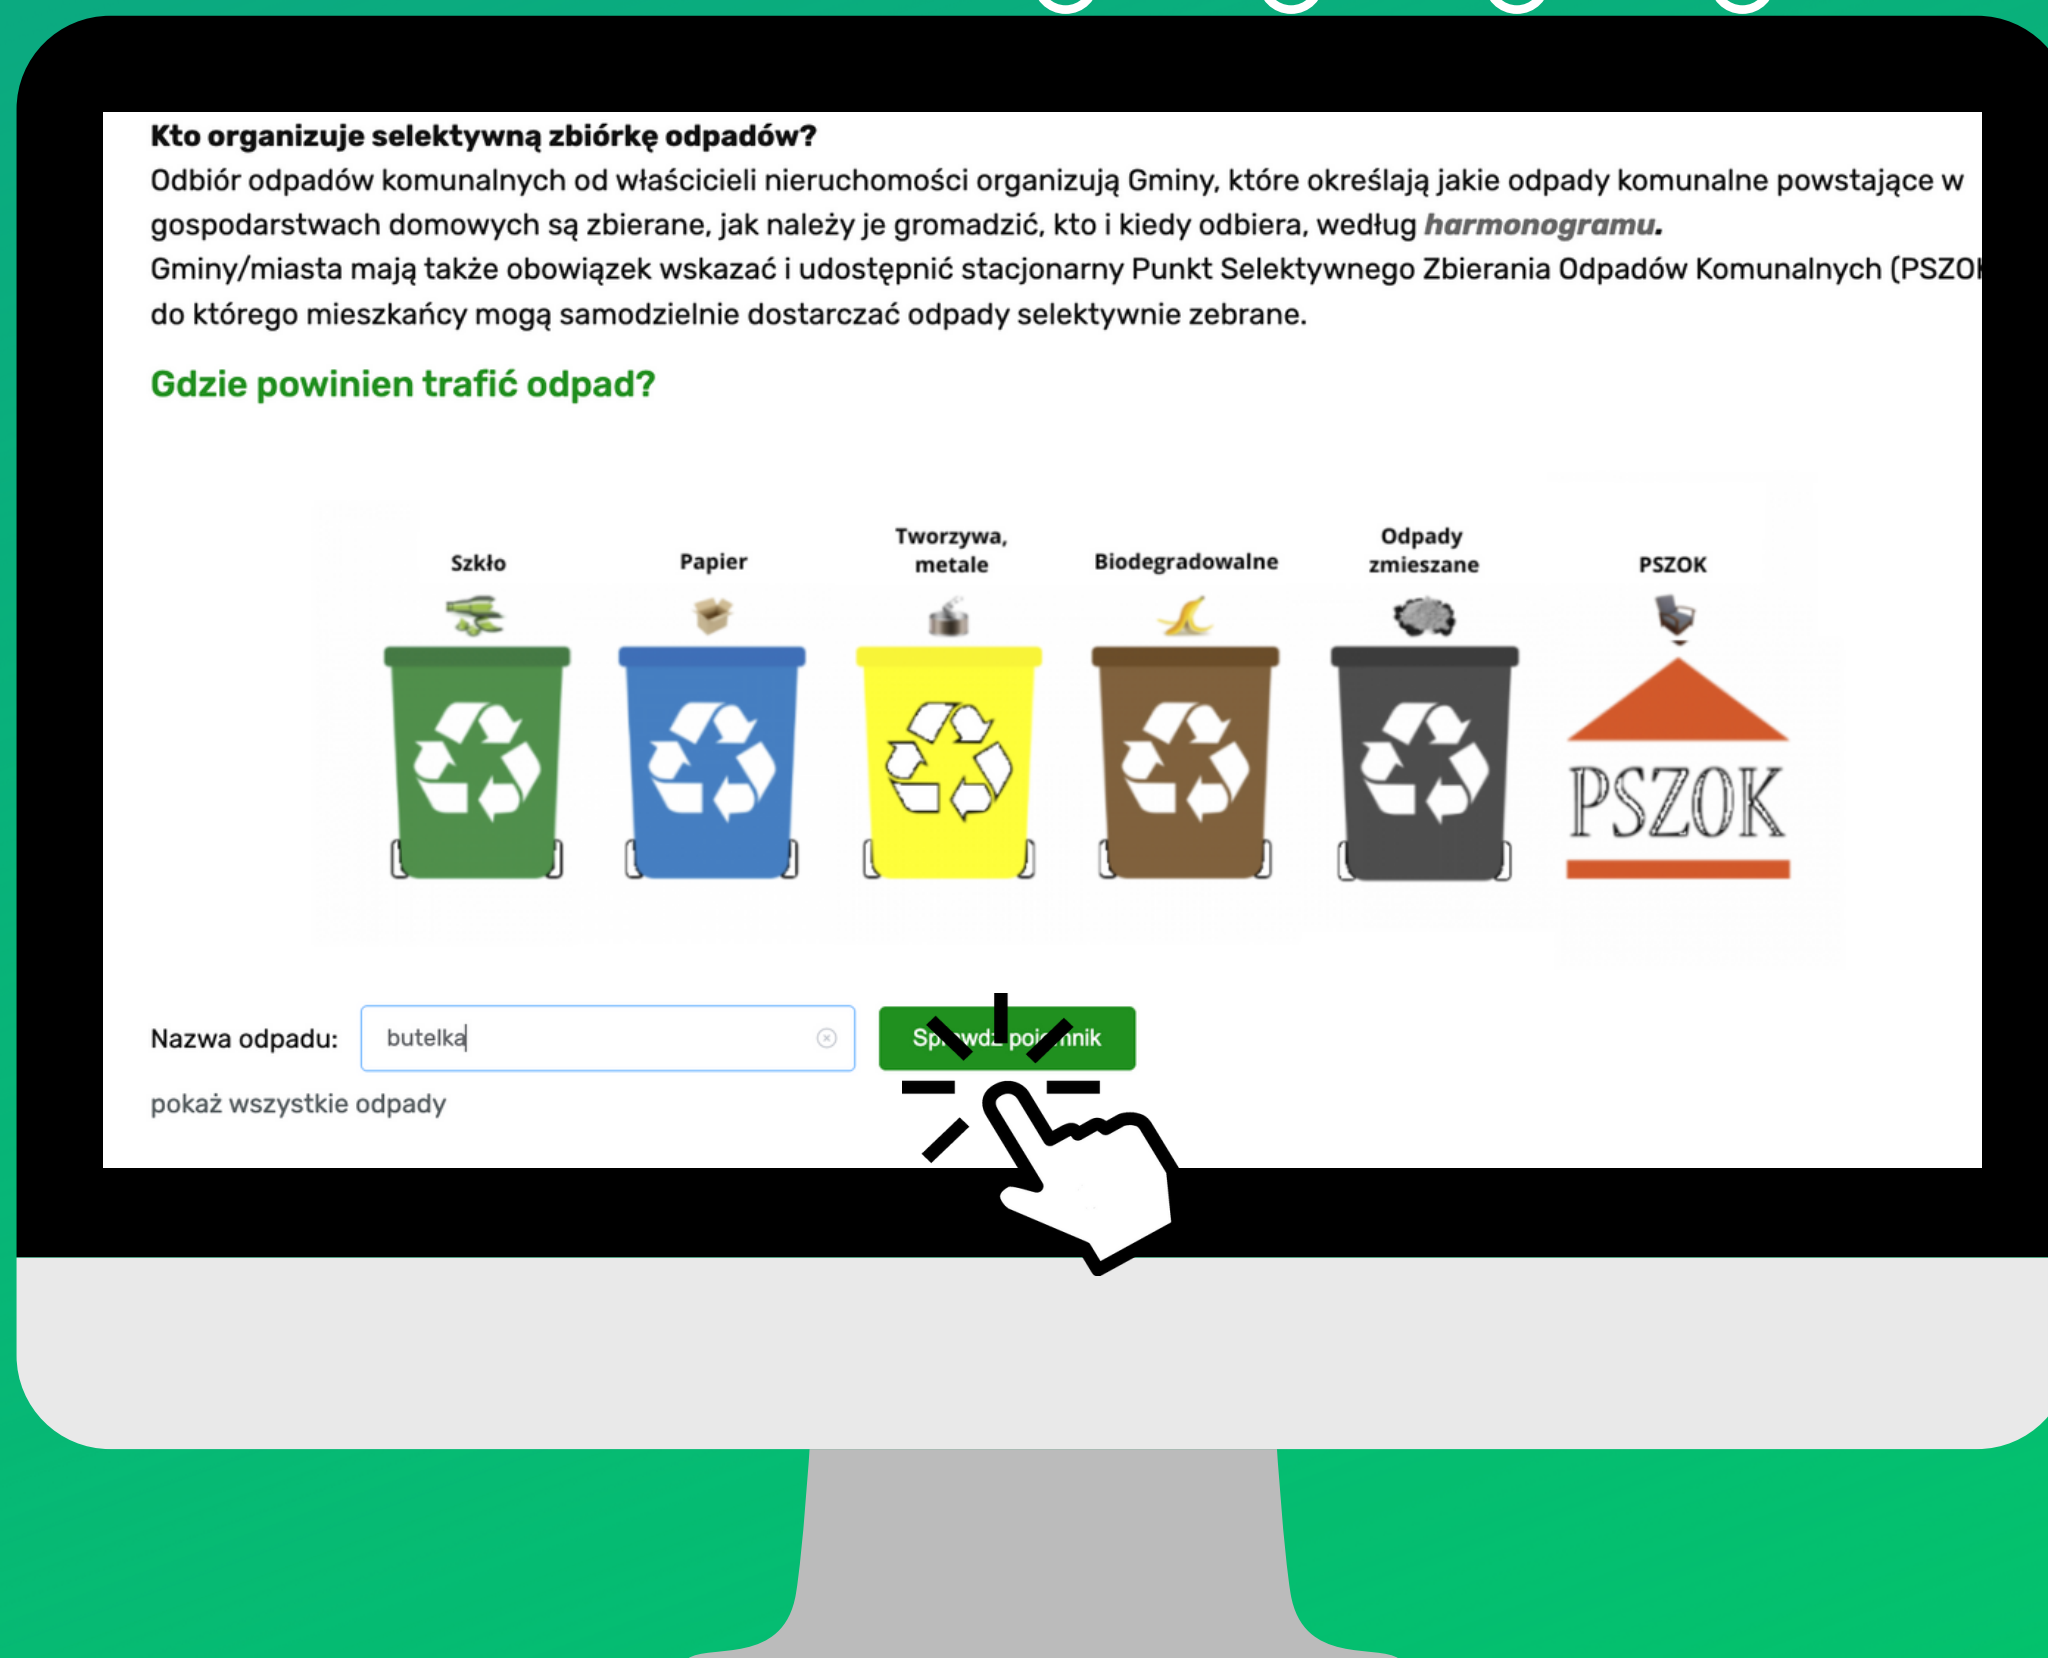 Kto organizuje selektywną zbiórkę odpadów?
Odbiór odpadów komunalnych od właścicieli nieruchomości organizują Gminy, które określają jakie odpady komunalne powstające w
gospodarstwach domowych są zbierane, jak należy je gromadzić, kto i kiedy odbiera, według harmonogramu.
Gminy/miasta mają także obowiązek wskazać i udostępnić stacjonarny Punkt Selektywnego Zbierania Odpadów Komunalnych (PSZOK
do którego mieszkańcy mogą samodzielnie dostarczać odpady selektywnie zebrane.
Gdzie powinien trafić odpad?
Szkło
Papier
Tworzywa,
metale
Biodegradowalne
Odpady
zmieszane
PSZOK
PSZOK
Nazwa odpadu:
butelka
Sprawdź pojemnik
pokaż wszystkie odpady